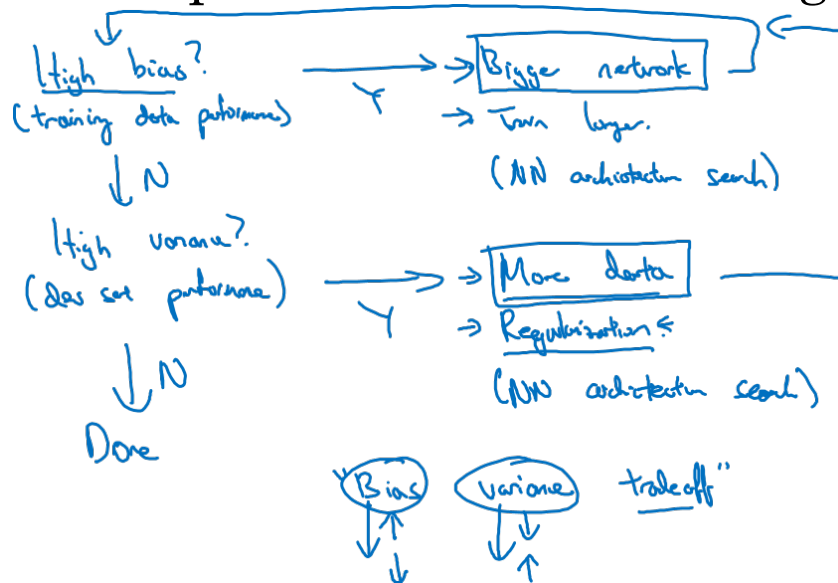 High bias? Y → Bigge network
(training data performance) → Train longer.
N (NN architecture search)
High variance?
(dev set performance) Y → More data
→ Regularization
N (NN architecture search)
Done
"Bias variance tradeoff"